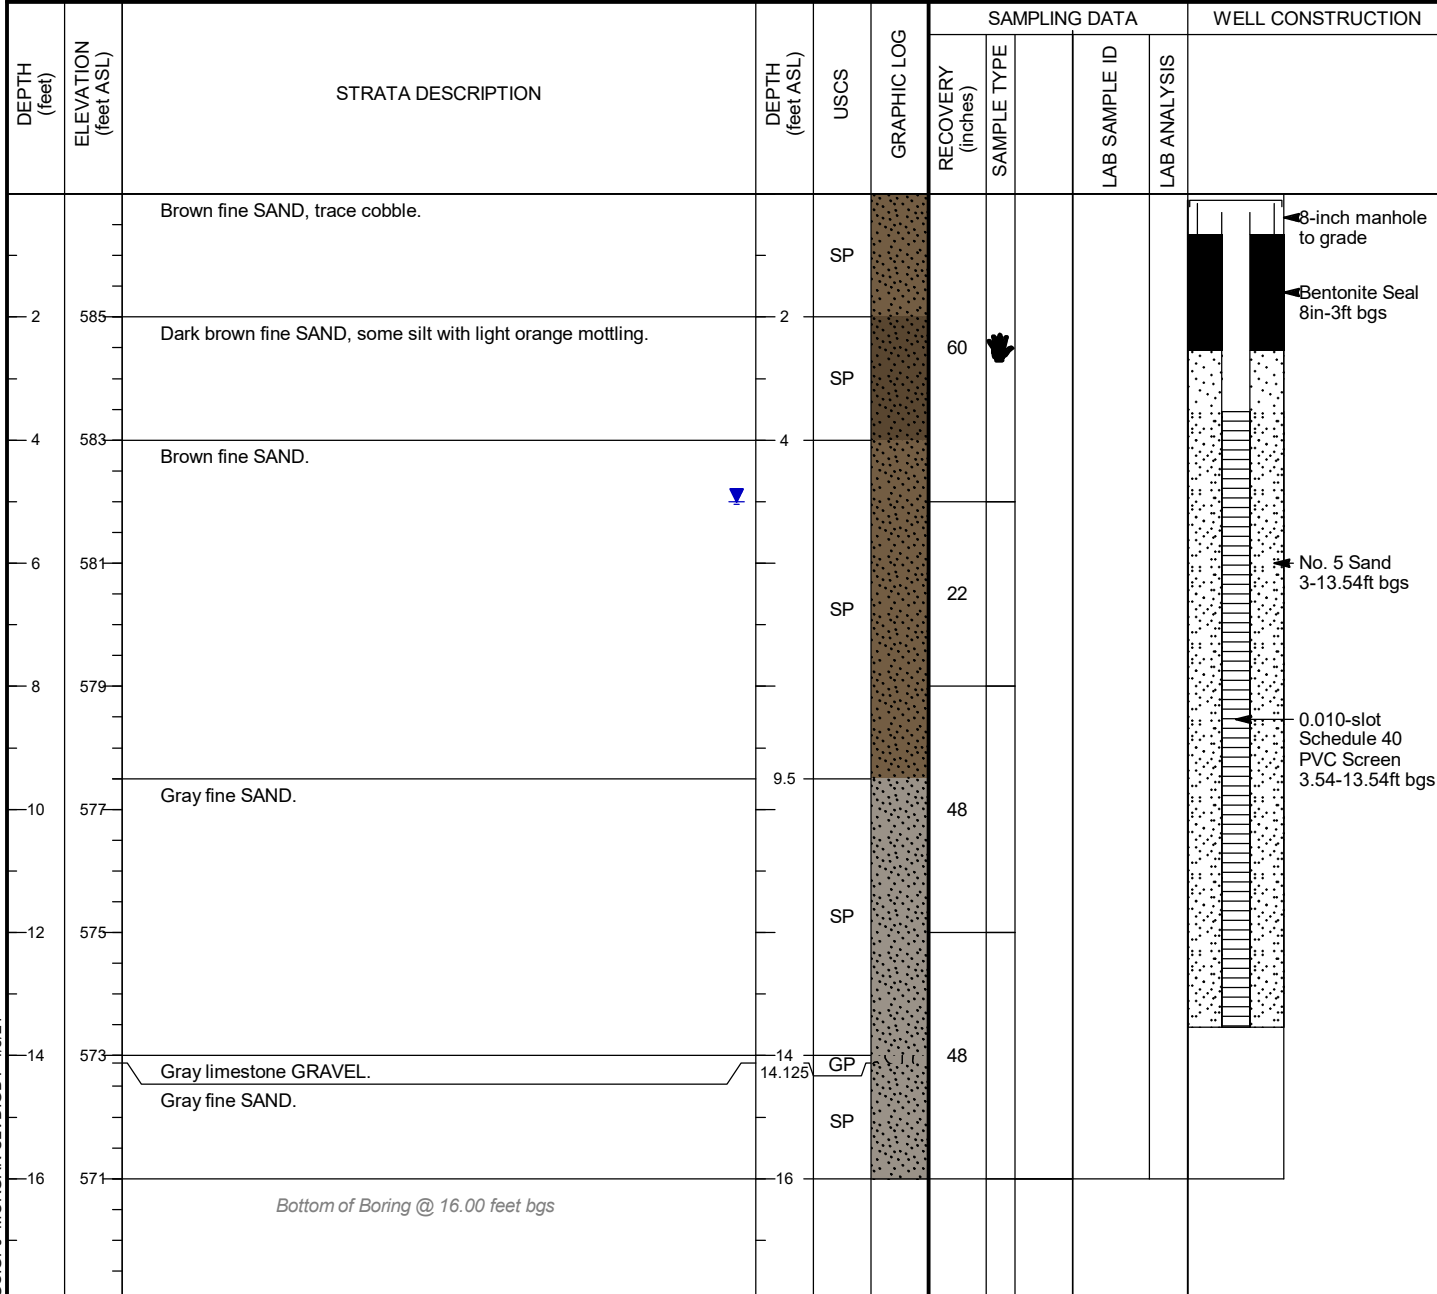 SAMPLING DATA
WELL CONSTRUCTION
DEPTH
(feet)
ELEVATION
(feet ASL)
STRATA DESCRIPTION
DEPTH
(feet ASL)
USCS
GRAPHIC LOG
RECOVERY
(inches)
SAMPLE TYPE
LAB SAMPLE ID
LAB ANALYSIS
Brown fine SAND, trace cobble.
SP
8-inch manhole
to grade
Bentonite Seal
8in-3ft bgs
2
585
2
Dark brown fine SAND, some silt with light orange mottling.
60
SP
4
583
4
Brown fine SAND.
6
581
No. 5 Sand
3-13.54ft bgs
22
SP
8
579
0.010-slot
Schedule 40
PVC Screen
3.54-13.54ft bgs
9.5
Gray fine SAND.
10
577
48
SP
12
575
14
573
14
48
Gray limestone GRAVEL.
14.125
GP
Gray fine SAND.
SP
16
571
16
Bottom of Boring @ 16.00 feet bgs